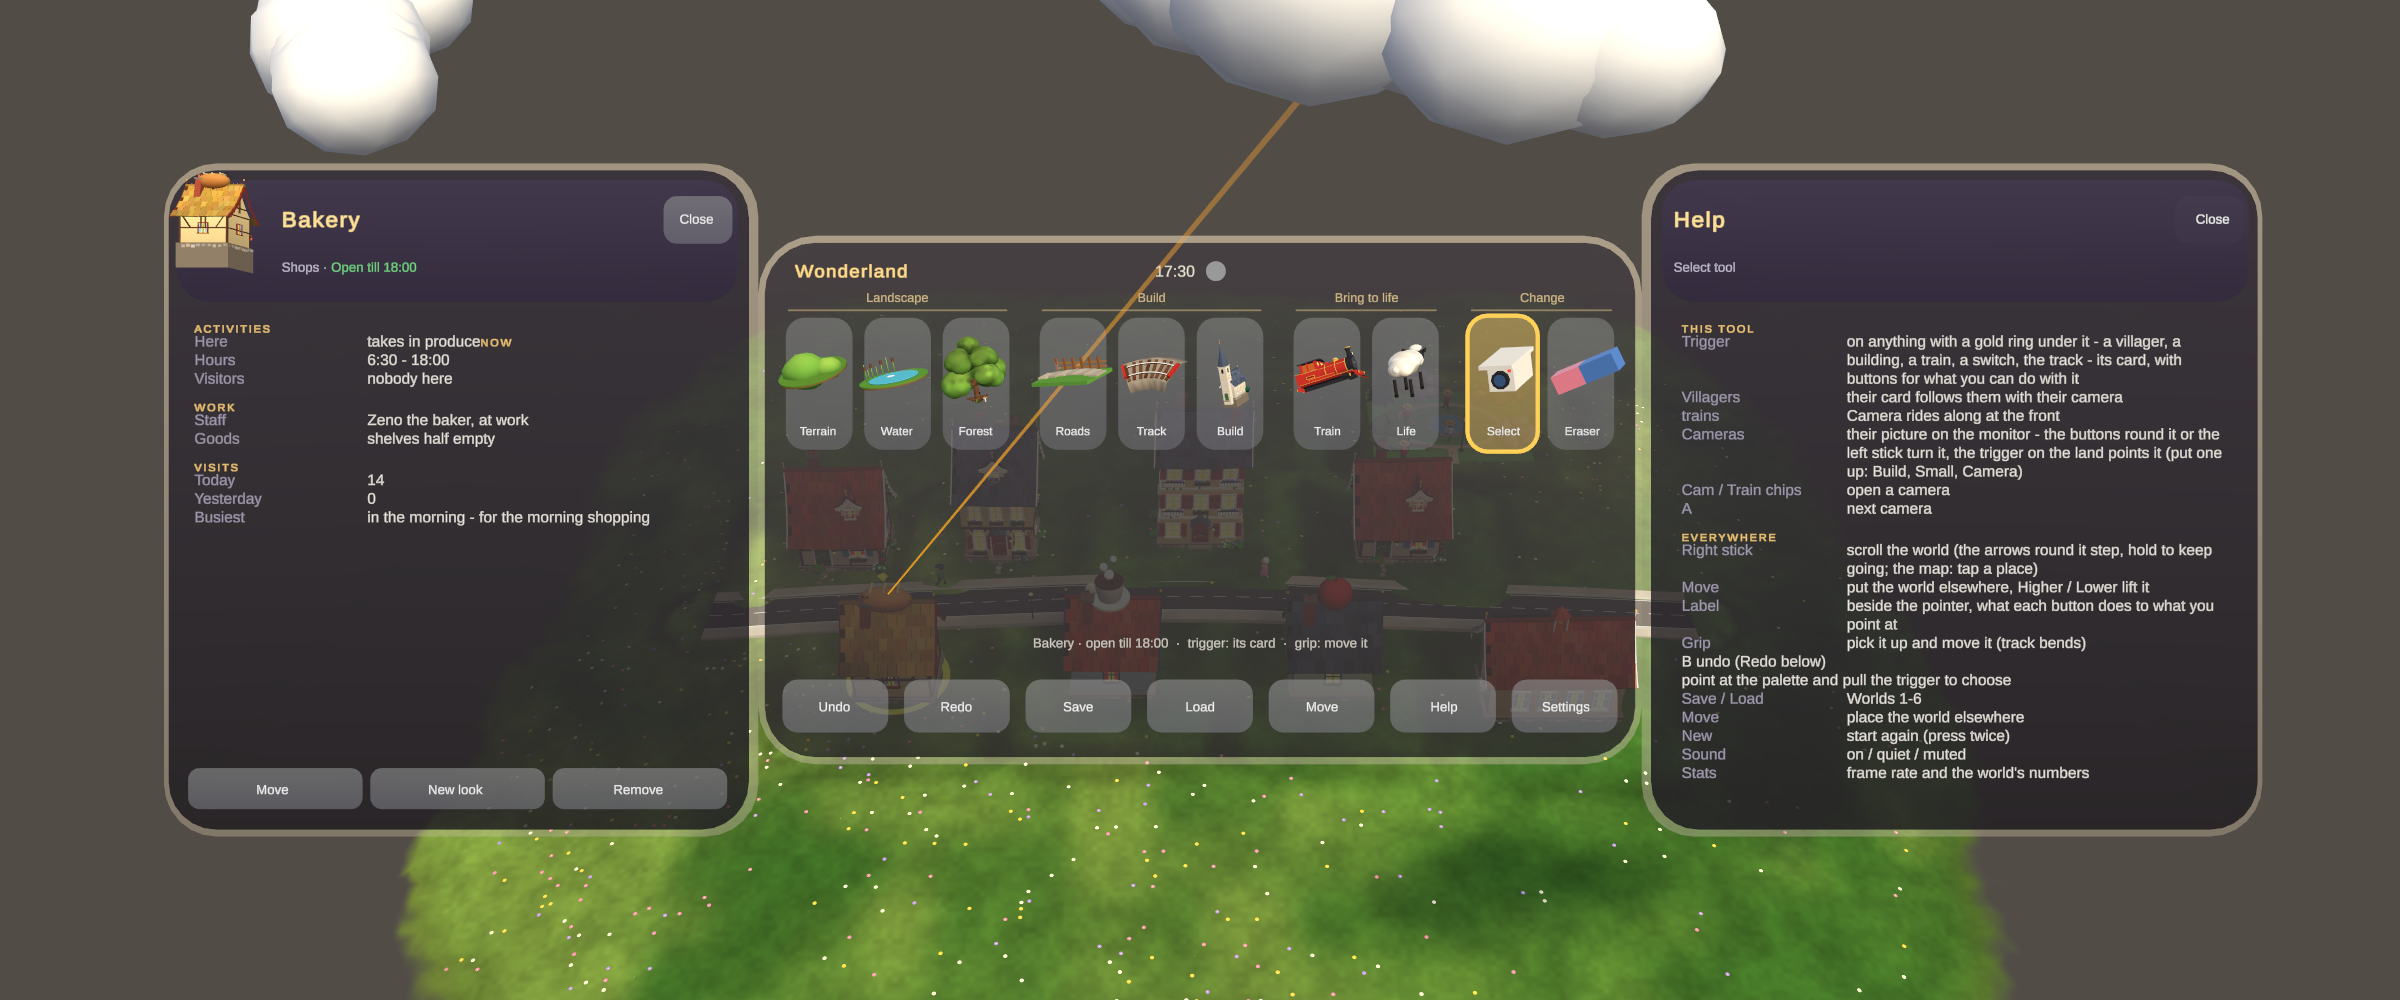 Bakery
Close
Shops · Open till 18:00
ACTIVITIES
Here takes in produce NOW
Hours 6:30 - 18:00
Visitors nobody here
WORK
Staff Zeno the baker, at work
Goods shelves half empty
VISITS
Today 14
Yesterday 0
Busiest in the morning - for the morning shopping
Move New look Remove
Wonderland 17:30
Landscape Build Bring to life Change
Terrain Water Forest Roads Track Build Train Life Select Eraser
Bakery · open till 18:00 · trigger: its card · grip: move it
Undo Redo Save Load Move Help Settings
Help
Close
Select tool
THIS TOOL
Trigger on anything with a gold ring under it - a villager, a
building, a train, a switch, the track - its card, with
buttons for what you can do with it
Villagers their card follows them with their camera
trains Camera rides along at the front
Cameras their picture on the monitor - the buttons round it or the
left stick turn it, the trigger on the land points it (put one
up: Build, Small, Camera)
Cam / Train chips open a camera
A next camera
EVERYWHERE
Right stick scroll the world (the arrows round it step, hold to keep
going; the map: tap a place)
Move put the world elsewhere, Higher / Lower lift it
Label beside the pointer, what each button does to what you
point at
Grip pick it up and move it (track bends)
B undo (Redo below)
point at the palette and pull the trigger to choose
Save / Load Worlds 1-6
Move place the world elsewhere
New start again (press twice)
Sound on / quiet / muted
Stats frame rate and the world's numbers